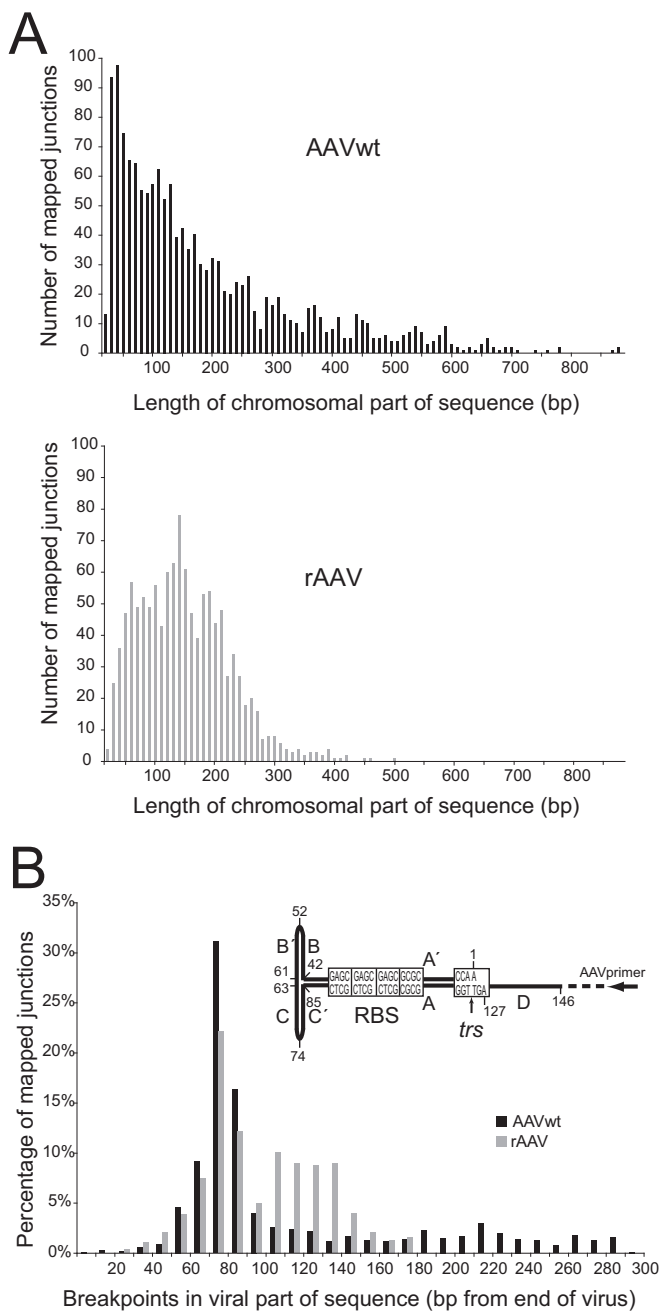 A
100
90
80
70
60
50
40
30
20
10
0
Number of mapped junctions
AAVwt
100 200 300 400 500 600 700 800
Length of chromosomal part of sequence (bp)
100
90
80
70
60
50
40
30
20
10
0
Number of mapped junctions
rAAV
100 200 300 400 500 600 700 800
Length of chromosomal part of sequence (bp)
B
35%
30%
25%
20%
15%
10%
5%
0%
Percentage of mapped junctions
52
B´ B
42
61
63
85
C C´
74
GAGC GAGC GAGC GCGC
CTCG CTCG CTCG CGCG
RBS
A´
A
1
CCA A
GGT TGA
127
trs
D
146
AAVprimer
AAVwt
rAAV
20 40 60 80 100 120 140 160 180 200 220 240 260 280 300
Breakpoints in viral part of sequence (bp from end of virus)